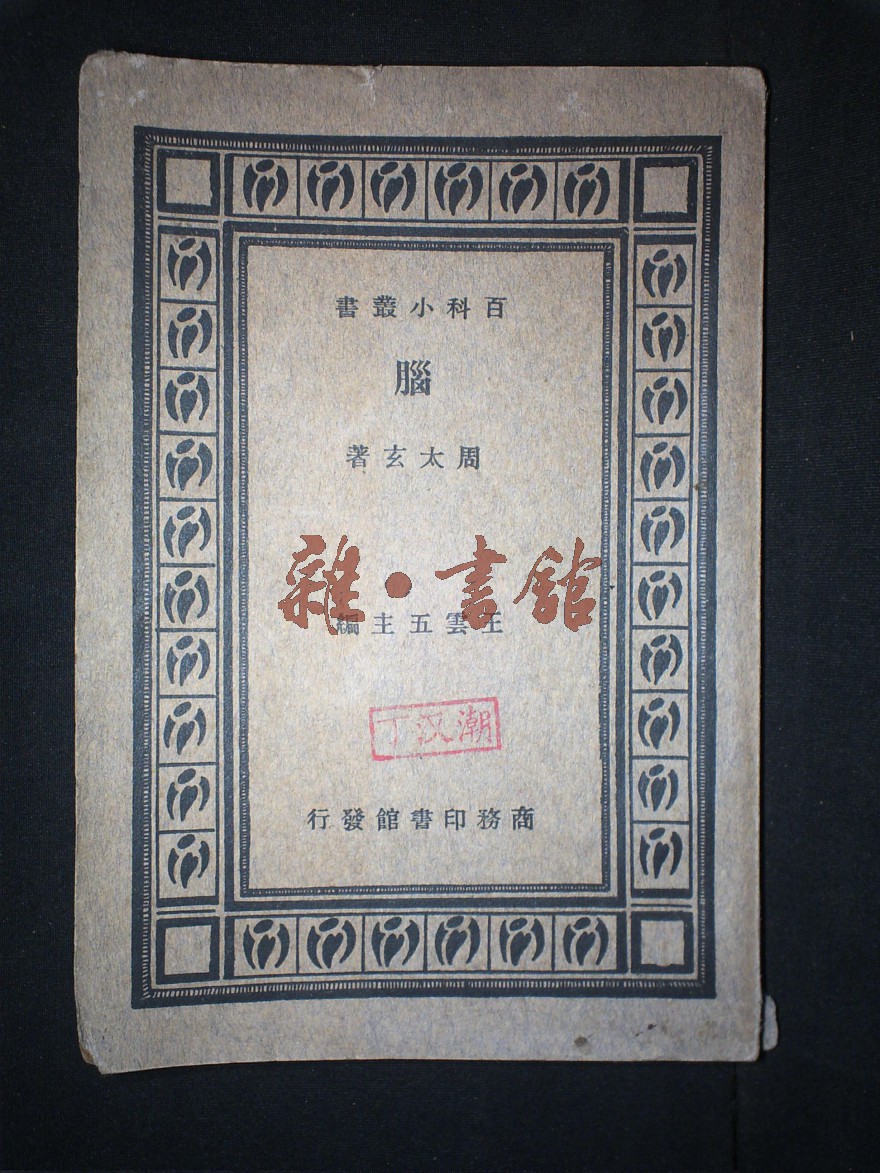 百科小叢書
腦
周太玄著
雜·書館
王雲五主編
丁汉潮
商務印書館發行